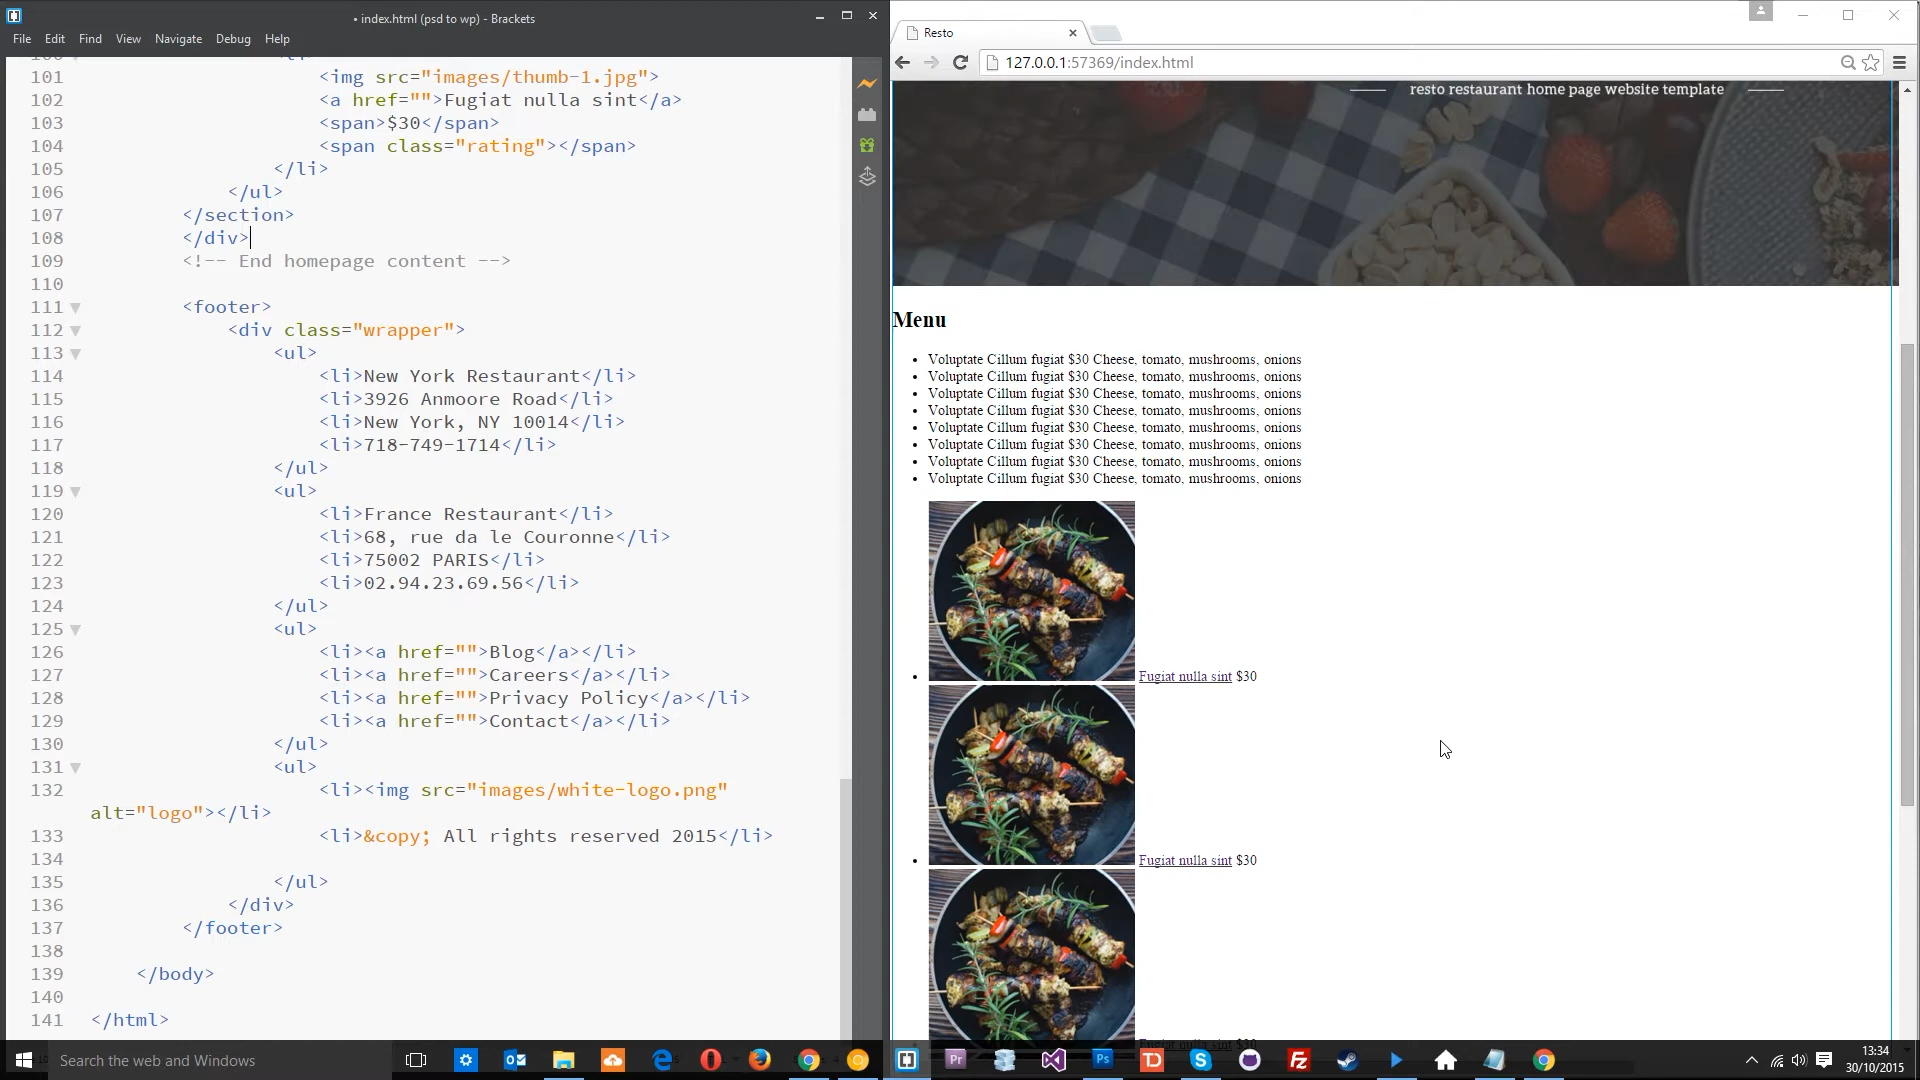 • index.html (psd to wp) - Brackets
File Edit Find View Navigate Debug Help
101 <img src="images/thumb-1.jpg">
102 <a href="">Fugiat nulla sint</a>
103 <span>$30</span>
104 <span class="rating"></span>
105 </li>
106 </ul>
107 </section>
108 </div>
109 <!-- End homepage content -->
110
111 <footer>
112 <div class="wrapper">
113 <ul>
114 <li>New York Restaurant</li>
115 <li>3926 Anmoore Road</li>
116 <li>New York, NY 10014</li>
117 <li>718-749-1714</li>
118 </ul>
119 <ul>
120 <li>France Restaurant</li>
121 <li>68, rue da le Couronne</li>
122 <li>75002 PARIS</li>
123 <li>02.94.23.69.56</li>
124 </ul>
125 <ul>
126 <li><a href="">Blog</a></li>
127 <li><a href="">Careers</a></li>
128 <li><a href="">Privacy Policy</a></li>
129 <li><a href="">Contact</a></li>
130 </ul>
131 <ul>
132 <li><img src="images/white-logo.png"
alt="logo"></li>
133 <li>&copy; All rights reserved 2015</li>
134
135 </ul>
136 </div>
137 </footer>
138
139 </body>
140
141 </html>
Resto
127.0.0.1:57369/index.html
resto restaurant home page website template
Menu
• Voluptate Cillum fugiat $30 Cheese, tomato, mushrooms, onions
• Voluptate Cillum fugiat $30 Cheese, tomato, mushrooms, onions
• Voluptate Cillum fugiat $30 Cheese, tomato, mushrooms, onions
• Voluptate Cillum fugiat $30 Cheese, tomato, mushrooms, onions
• Voluptate Cillum fugiat $30 Cheese, tomato, mushrooms, onions
• Voluptate Cillum fugiat $30 Cheese, tomato, mushrooms, onions
• Voluptate Cillum fugiat $30 Cheese, tomato, mushrooms, onions
• Voluptate Cillum fugiat $30 Cheese, tomato, mushrooms, onions
• Fugiat nulla sint $30
• Fugiat nulla sint $30
Search the web and Windows
Pr
Ps
TD
S
Fz
13:34
30/10/2015